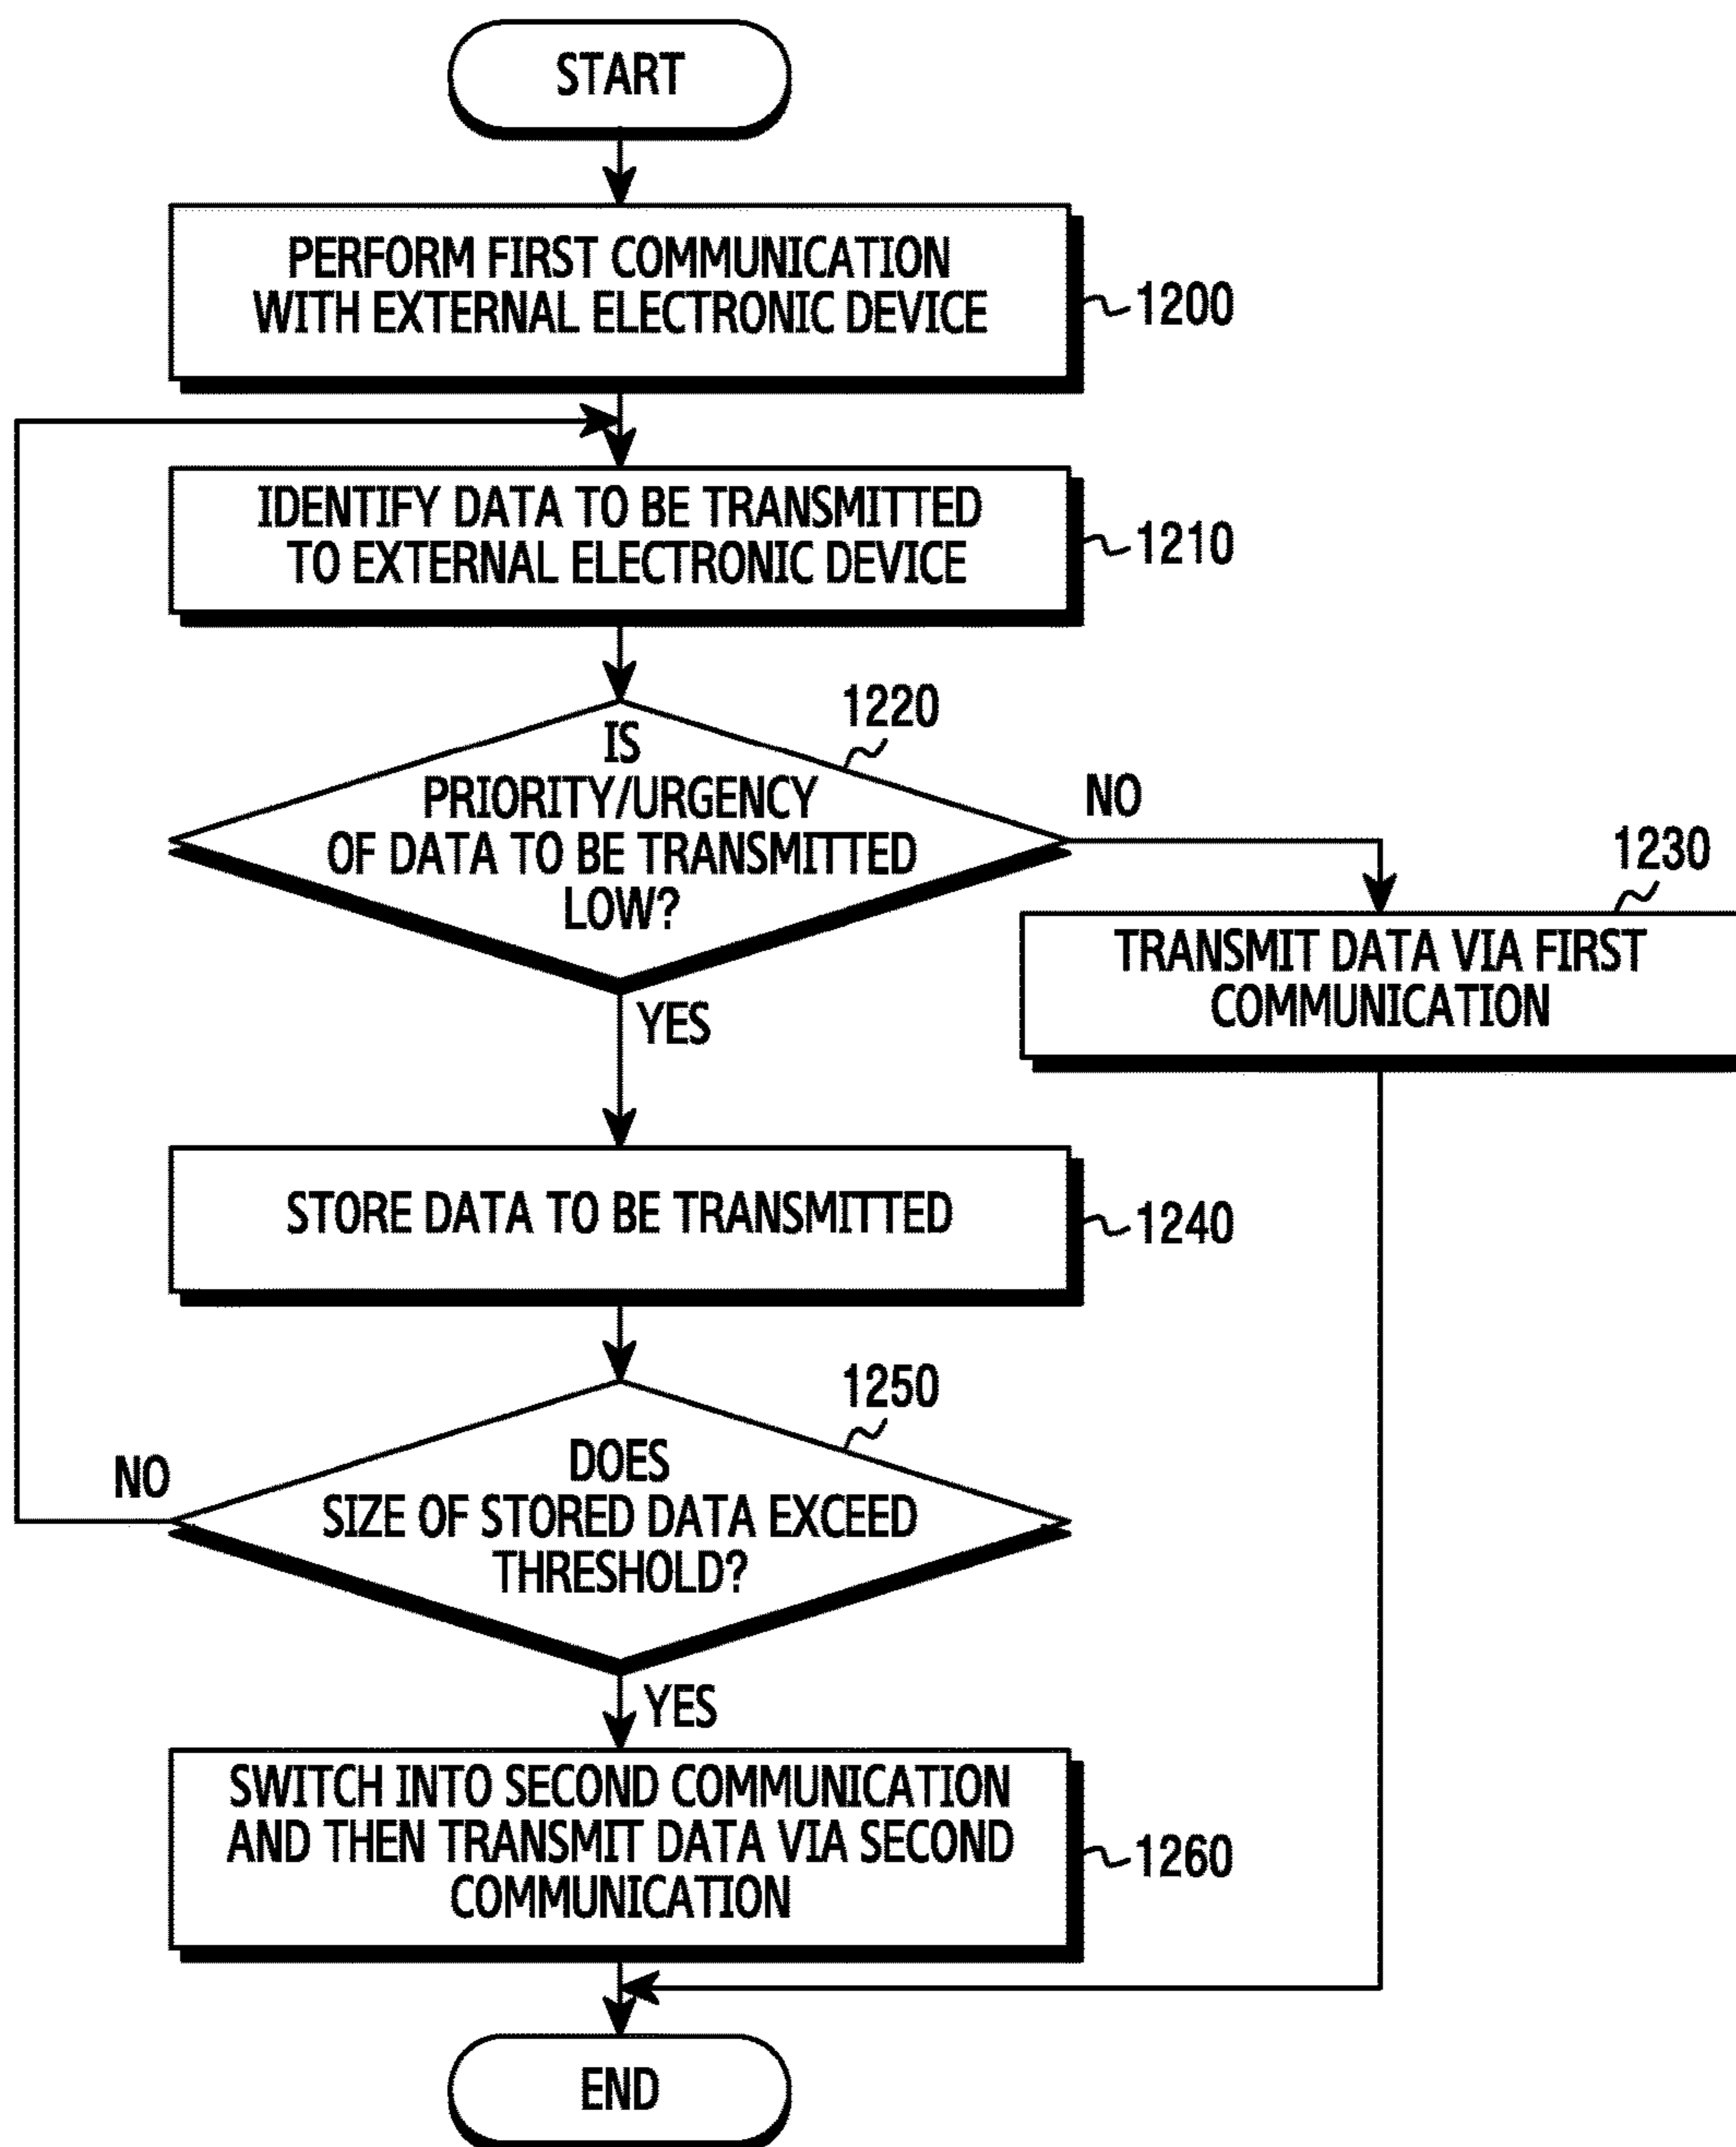 START
PERFORM FIRST COMMUNICATION
WITH EXTERNAL ELECTRONIC DEVICE
1200
IDENTIFY DATA TO BE TRANSMITTED
TO EXTERNAL ELECTRONIC DEVICE
1210
1220
IS
PRIORITY/URGENCY
OF DATA TO BE TRANSMITTED
LOW?
NO
1230
TRANSMIT DATA VIA FIRST
COMMUNICATION
YES
STORE DATA TO BE TRANSMITTED
1240
1250
DOES
SIZE OF STORED DATA EXCEED
THRESHOLD?
NO
YES
SWITCH INTO SECOND COMMUNICATION
AND THEN TRANSMIT DATA VIA SECOND
COMMUNICATION
1260
END